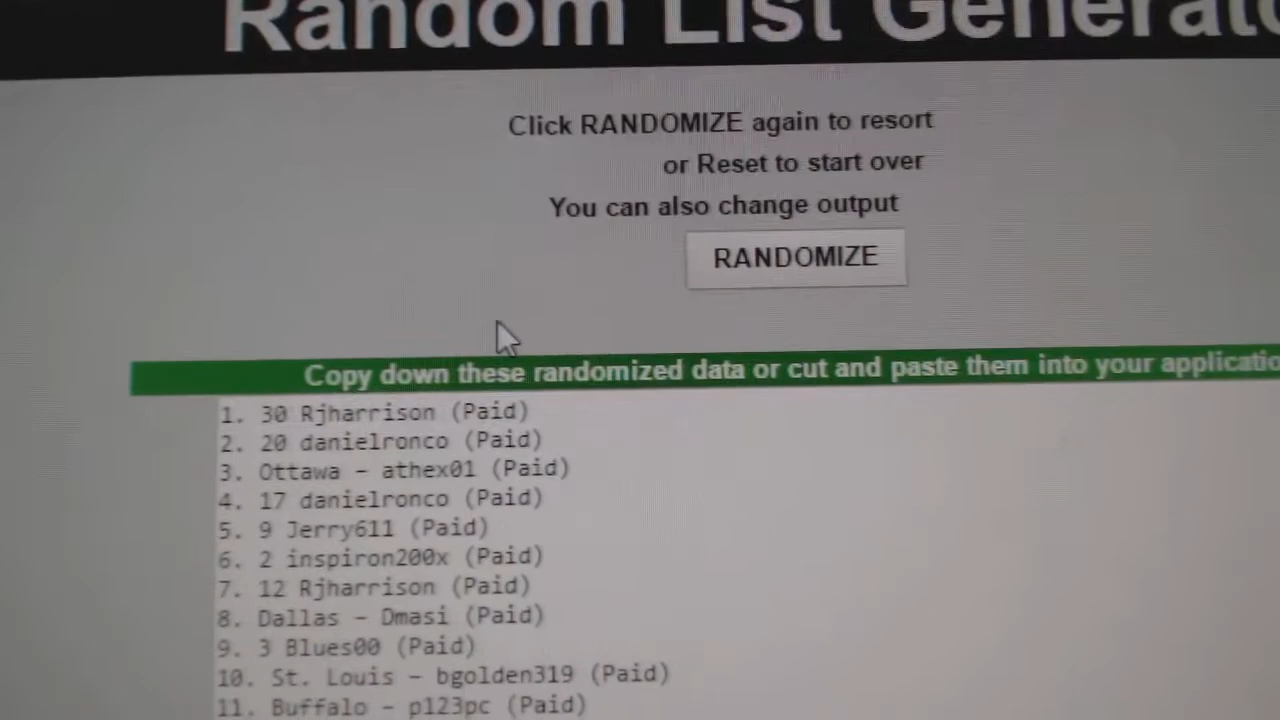 Random List Generato
Click RANDOMIZE again to resort
or Reset to start over
You can also change output
RANDOMIZE
Copy down these randomized data or cut and paste them into your applicatio
1. 30 Rjharrison (Paid)
2. 20 danielronco (Paid)
3. Ottawa - athex01 (Paid)
4. 17 danielronco (Paid)
5. 9 Jerry611 (Paid)
6. 2 inspiron200x (Paid)
7. 12 Rjharrison (Paid)
8. Dallas - Dmasi (Paid)
9. 3 Blues00 (Paid)
10. St. Louis - bgolden319 (Paid)
11. Buffalo - p123pc (Paid)